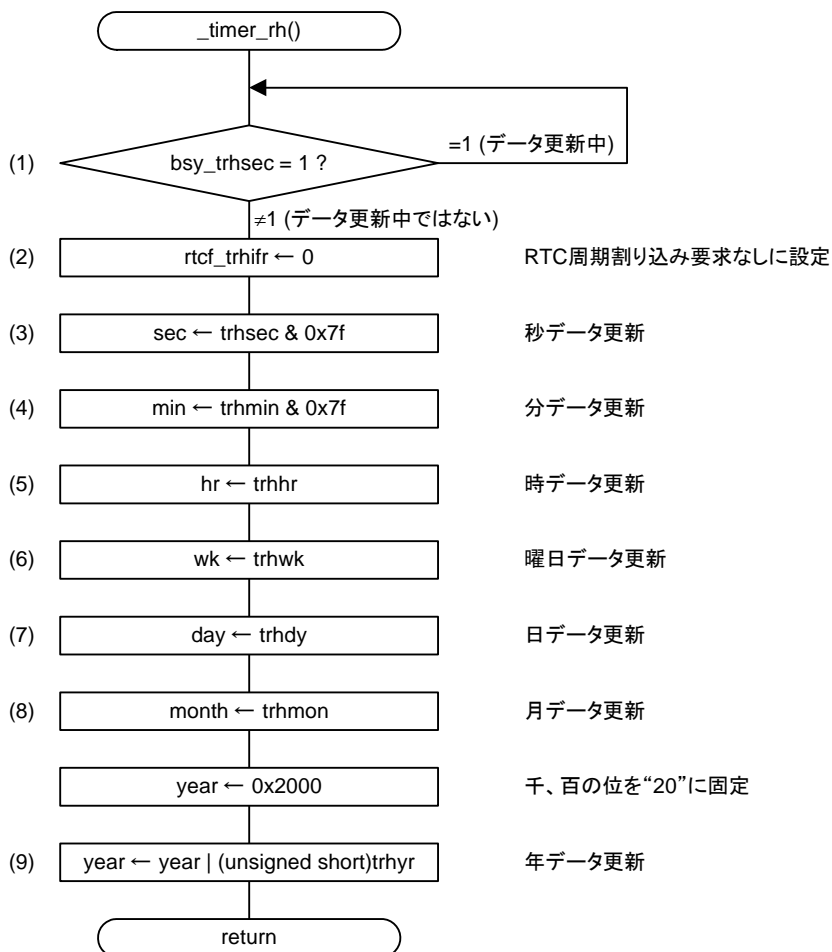 _timer_rh()
(1) bsy_trhsec = 1 ? =1 (データ更新中)
≠1 (データ更新中ではない)
(2) rtcf_trhifr ← 0 RTC周期割り込み要求なしに設定
(3) sec ← trhsec & 0x7f 秒データ更新
(4) min ← trhmin & 0x7f 分データ更新
(5) hr ← trhhr 時データ更新
(6) wk ← trhwk 曜日データ更新
(7) day ← trhdy 日データ更新
(8) month ← trhmon 月データ更新
year ← 0x2000 千、百の位を“20”に固定
(9) year ← year | (unsigned short)trhyr 年データ更新
return